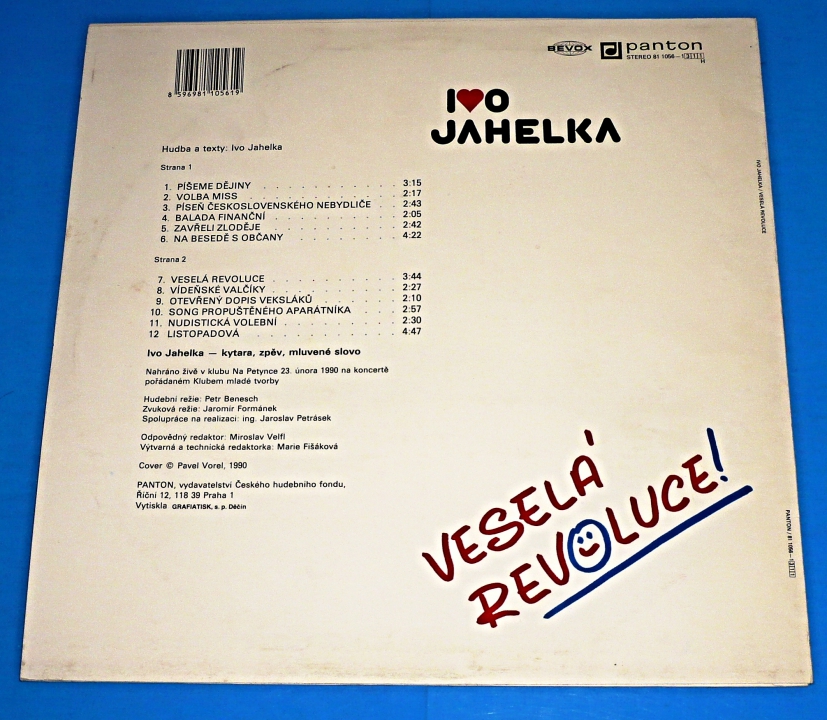 BEVOX panton
STEREO 81 1056–1 311
H
8 596981 105619
IVO
JAHELKA
Hudba a texty: Ivo Jahelka
Strana 1
1. PÍŠEME DĚJINY . . . . . . . . . . . 3:15
2. VOLBA MISS . . . . . . . . . . . . 2:17
3. PÍSEŇ ČESKOSLOVENSKÉHO NEBYDLIČE . . 2:43
4. BALADA FINANČNÍ . . . . . . . . . . 2:05
5. ZAVŘELI ZLODĚJE . . . . . . . . . . 2:42
6. NA BESEDĚ S OBČANY . . . . . . . . . 4:22
Strana 2
7. VESELÁ REVOLUCE . . . . . . . . . . 3:44
8. VÍDEŇSKÉ VALČÍKY . . . . . . . . . . 2:27
9. OTEVŘENÝ DOPIS VEKSLÁKŮ . . . . . . 2:10
10. SONG PROPUŠTĚNÉHO APARÁTNÍKA . . . 2:57
11. NUDISTICKÁ VOLEBNÍ . . . . . . . . . 2:30
12 LISTOPADOVÁ . . . . . . . . . . . . 4:47
Ivo Jahelka — kytara, zpěv, mluvené slovo
Nahráno živě v klubu Na Petynce 23. února 1990 na koncertě
pořádaném Klubem mladé tvorby
Hudební režie: Petr Benesch
Zvuková režie: Jaromír Formánek
Spolupráce na realizaci: ing. Jaroslav Petrásek
Odpovědný redaktor: Miroslav Velfl
Výtvarná a technická redaktorka: Marie Fišáková
Cover © Pavel Vorel, 1990
PANTON, vydavatelství Českého hudebního fondu,
Říční 12, 118 39 Praha 1
Vytiskla GRAFIATISK, s. p. Děčín
VESELÁ
REVOLUCE!
IVO JAHELKA / VESELÁ REVOLUCE
PANTON / 81 1056–1 311